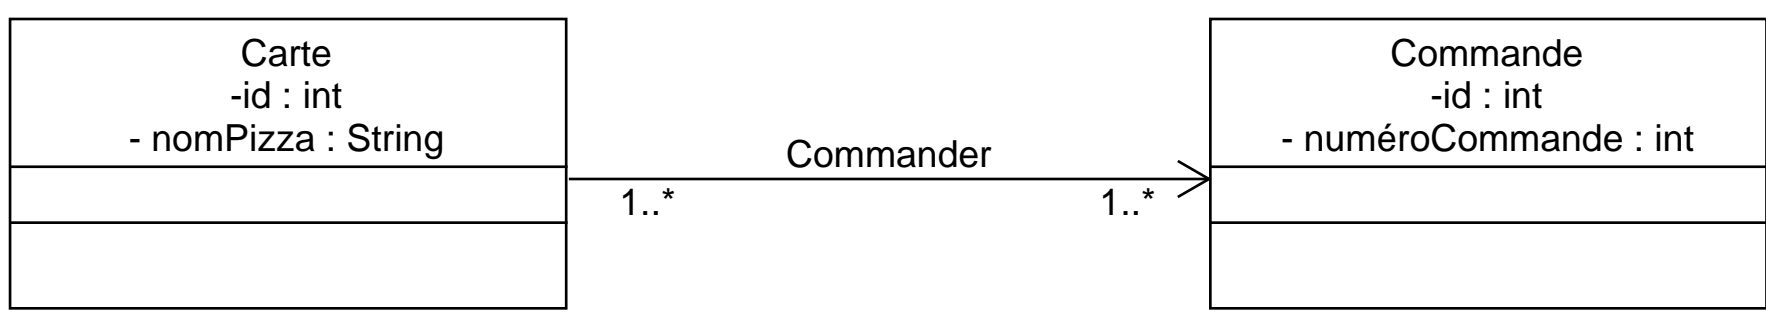 Carte
-id : int
- nomPizza : String
Commander
1..*
1..*
Commande
-id : int
- numéroCommande : int